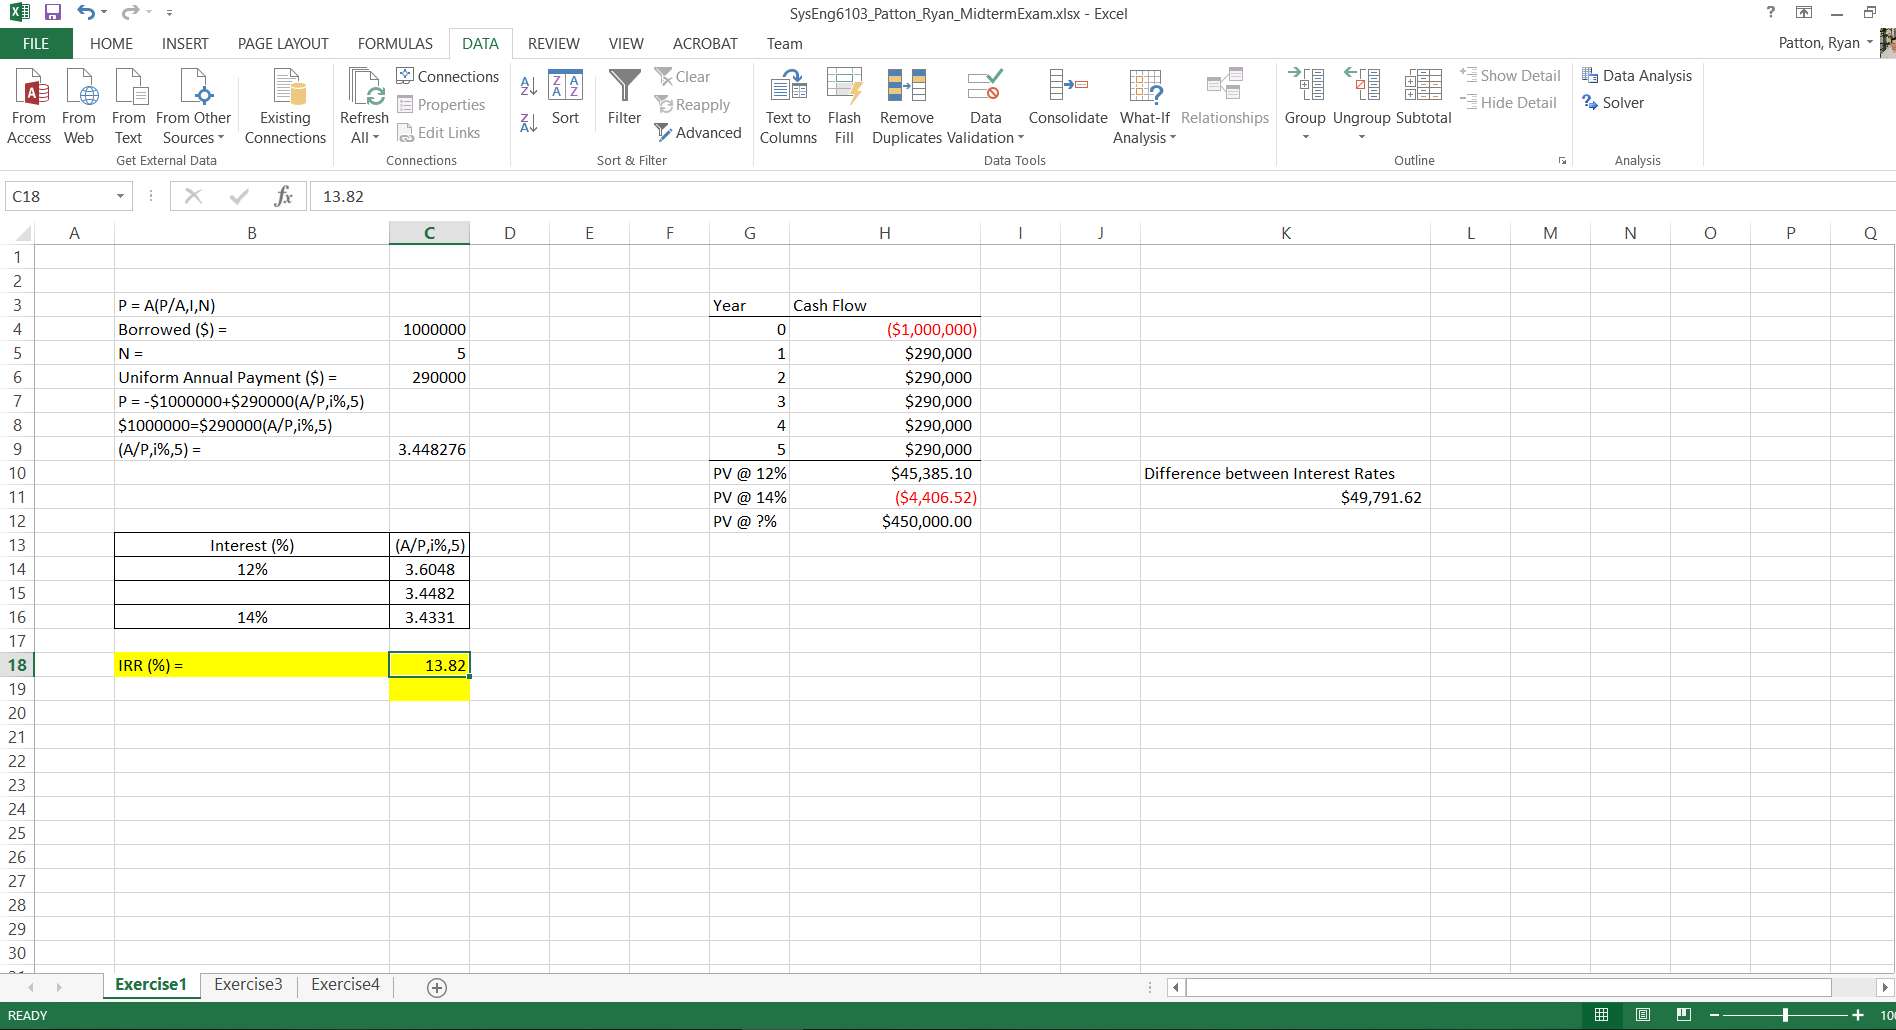 SysEng6103_Patton_Ryan_MidtermExam.xlsx - Excel
?
FILE HOME INSERT PAGE LAYOUT FORMULAS DATA REVIEW VIEW ACROBAT Team
Patton, Ryan
From Access
From Web
From Text
From Other Sources
Get External Data
Existing Connections
Refresh All
Connections
Properties
Edit Links
Connections
Sort
Filter
Clear
Reapply
Advanced
Sort & Filter
Text to Columns
Flash Fill
Remove Duplicates
Data Validation
Consolidate
What-If Analysis
Relationships
Data Tools
Group
Ungroup
Subtotal
Show Detail
Hide Detail
Outline
Data Analysis
Solver
Analysis
C18 fx 13.82
A B C D E F G H I J K L M N O P Q
1
2
3 P = A(P/A,I,N) Year Cash Flow
4 Borrowed ($) = 1000000 0 ($1,000,000)
5 N = 5 1 $290,000
6 Uniform Annual Payment ($) = 290000 2 $290,000
7 P = -$1000000+$290000(A/P,i%,5) 3 $290,000
8 $1000000=$290000(A/P,i%,5) 4 $290,000
9 (A/P,i%,5) = 3.448276 5 $290,000
10 PV @ 12% $45,385.10 Difference between Interest Rates
11 PV @ 14% ($4,406.52) $49,791.62
12 PV @ ?% $450,000.00
13 Interest (%) (A/P,i%,5)
14 12% 3.6048
15 3.4482
16 14% 3.4331
17
18 IRR (%) = 13.82
19
20
21
22
23
24
25
26
27
28
29
30
Exercise1 Exercise3 Exercise4
READY